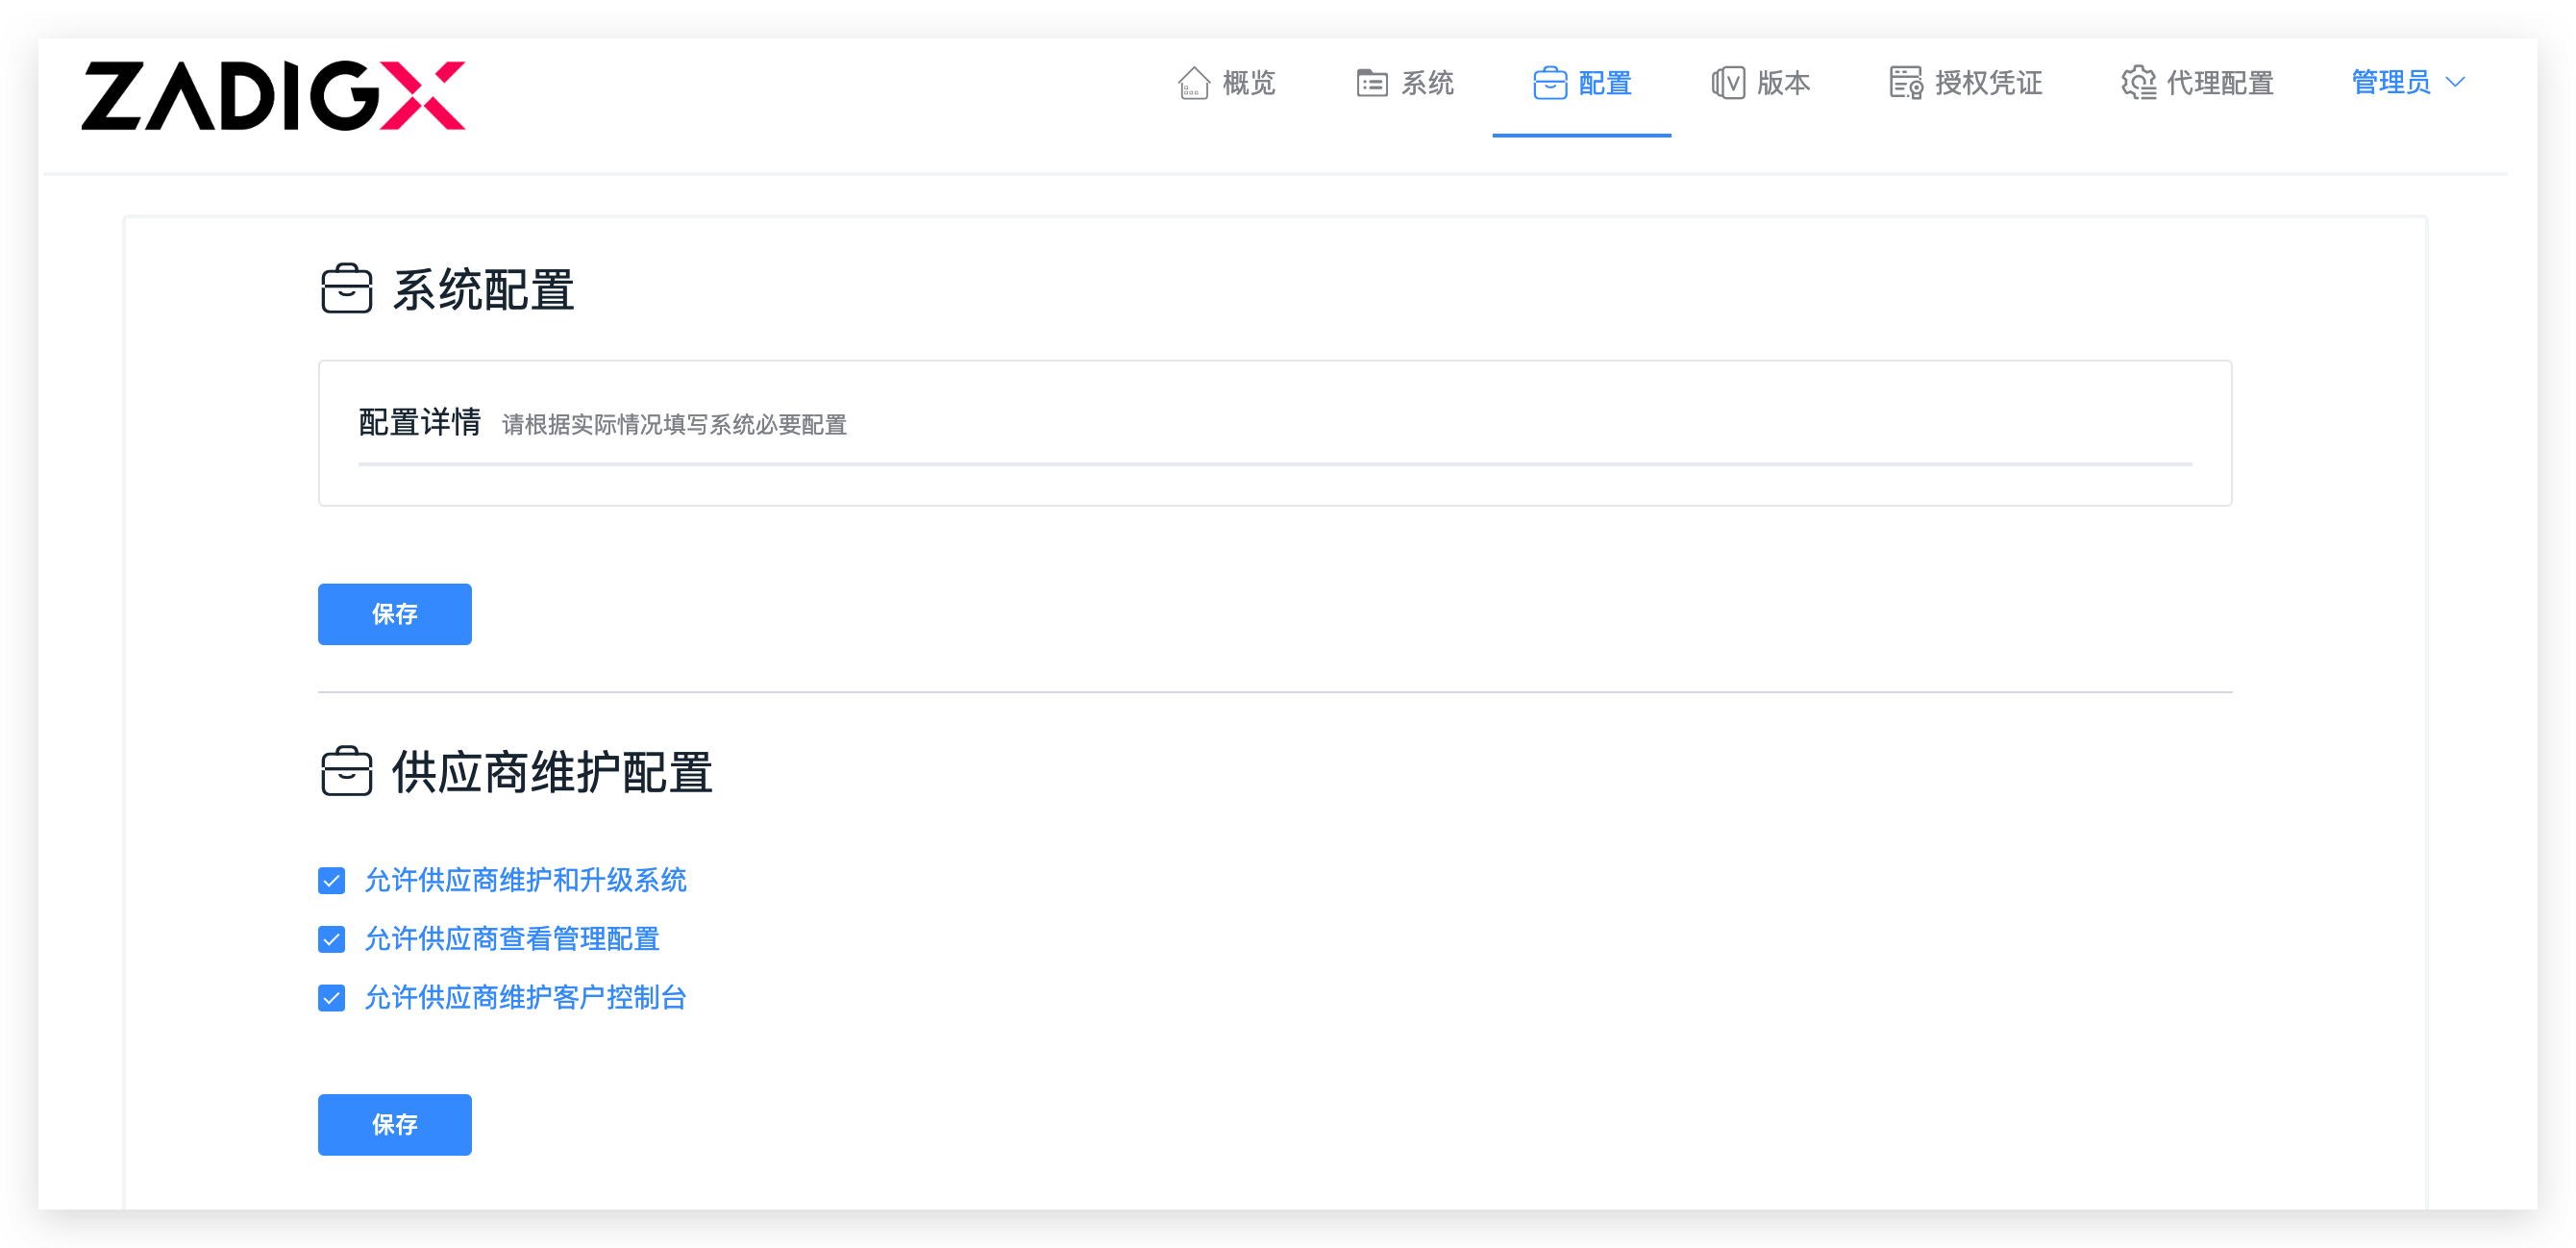 ZADIGX
概览 系统 配置 版本 授权凭证 代理配置 管理员
系统配置
配置详情 请根据实际情况填写系统必要配置
保存
供应商维护配置
允许供应商维护和升级系统
允许供应商查看管理配置
允许供应商维护客户控制台
保存